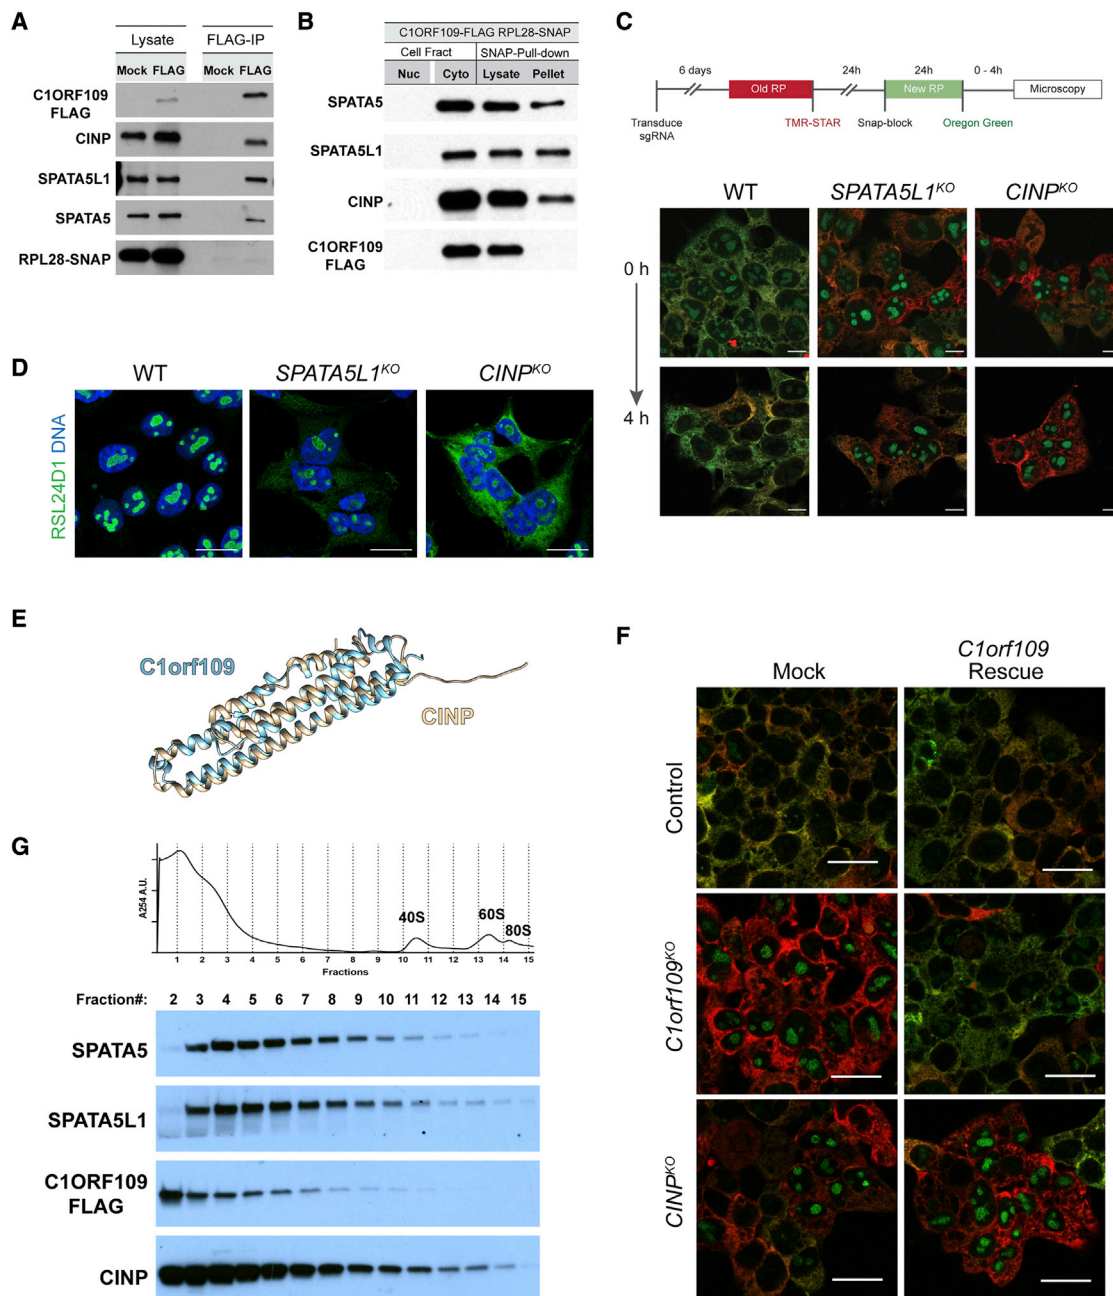 A
Lysate FLAG-IP
Mock FLAG Mock FLAG
C1ORF109
FLAG
CINP
SPATA5L1
SPATA5
RPL28-SNAP
B
C1ORF109-FLAG RPL28-SNAP
Cell Fract SNAP-Pull-down
Nuc Cyto Lysate Pellet
SPATA5
SPATA5L1
CINP
C1ORF109
FLAG
C
6 days 24h 24h 0 - 4h
Old RP New RP Microscopy
Transduce
sgRNA
TMR-STAR Snap-block Oregon Green
WT SPATA5L1KO CINPKO
0 h
4 h
D
WT SPATA5L1KO CINPKO
RSL24D1 DNA
E
C1orf109
CINP
F
Mock
C1orf109
Rescue
Control
C1orf109KO
CINPKO
G
A254 A.U.
40S 60S 80S
1 2 3 4 5 6 7 8 9 10 11 12 13 14 15
Fractions
Fraction#: 2 3 4 5 6 7 8 9 10 11 12 13 14 15
SPATA5
SPATA5L1
C1ORF109
FLAG
CINP